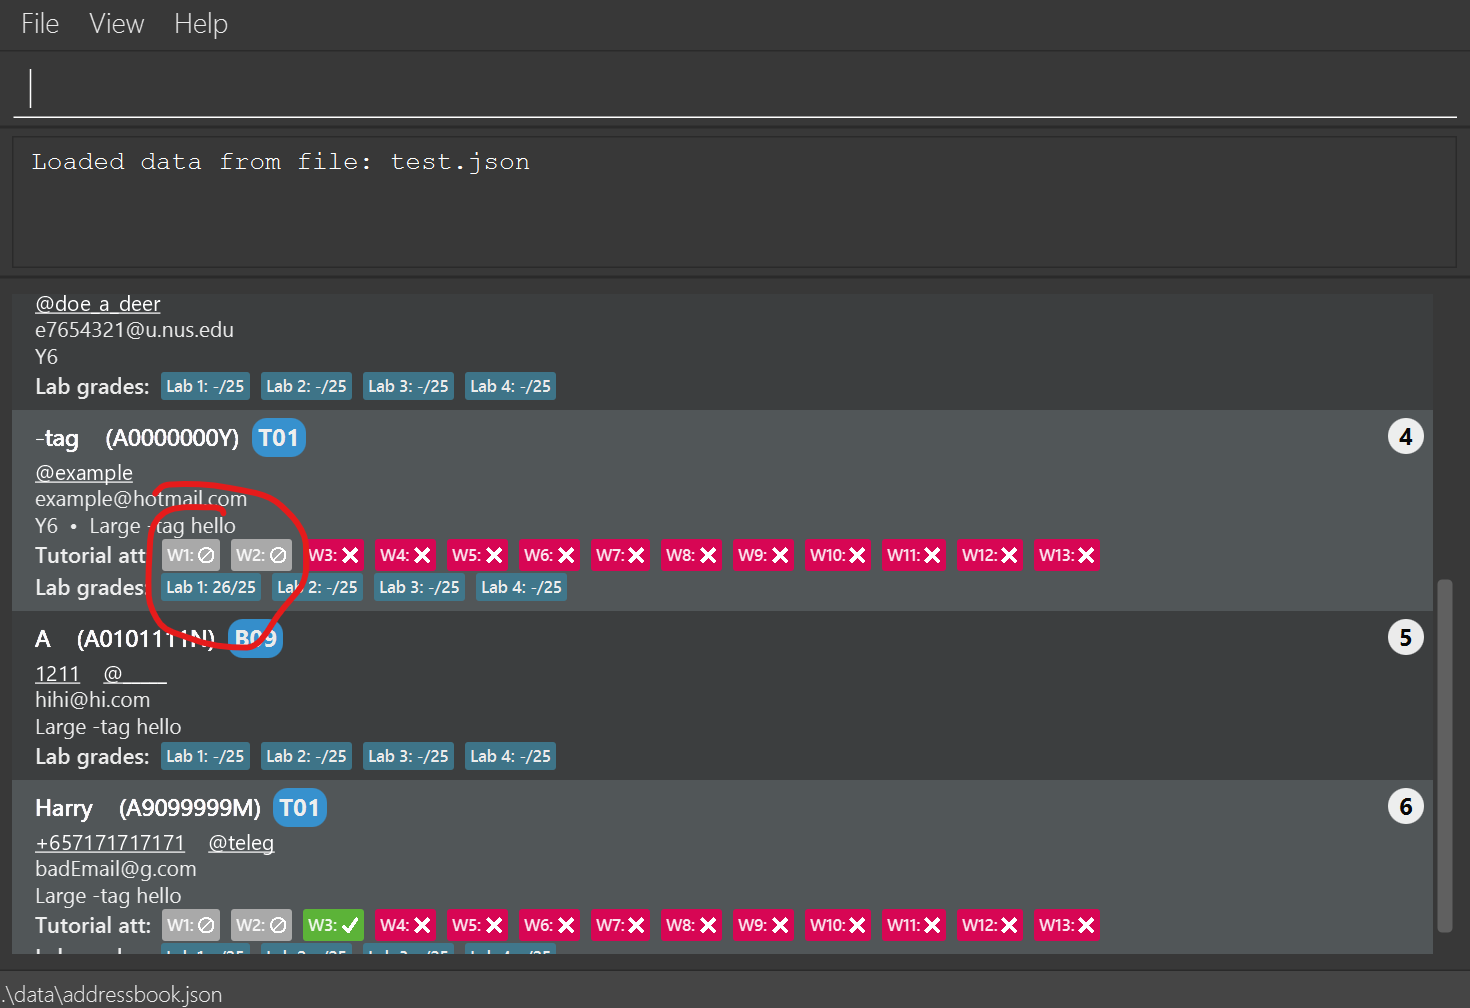 File View Help
Loaded data from file: test.json
@doe_a_deer
e7654321@u.nus.edu
Y6
Lab grades: Lab 1: -/25 Lab 2: -/25 Lab 3: -/25 Lab 4: -/25
-tag (A0000000Y) T01 4
@example
example@hotmail.com
Y6 • Large -tag hello
Tutorial att: W1: W2: W3: W4: W5: W6: W7: W8: W9: W10: W11: W12: W13:
Lab grades: Lab 1: 26/25 Lab 2: -/25 Lab 3: -/25 Lab 4: -/25
A (A0101111N) B09 5
1211 @_____
hihi@hi.com
Large -tag hello
Lab grades: Lab 1: -/25 Lab 2: -/25 Lab 3: -/25 Lab 4: -/25
Harry (A9099999M) T01 6
+657171717171 @teleg
badEmail@g.com
Large -tag hello
Tutorial att: W1: W2: W3: W4: W5: W6: W7: W8: W9: W10: W11: W12: W13:
.\data\addressbook.json